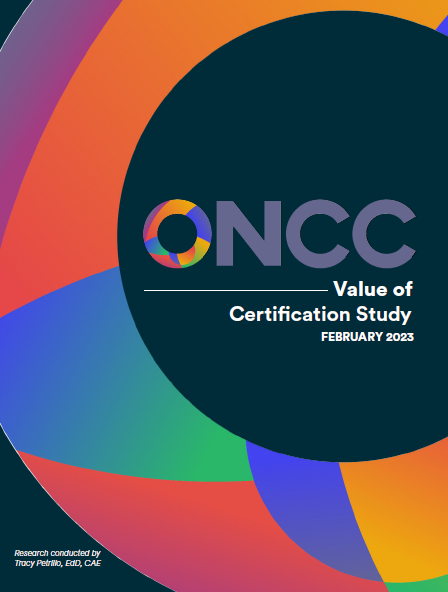 ONCC
Value of
Certification Study
FEBRUARY 2023
Research conducted by
Tracy Petrillo, EdD, CAE